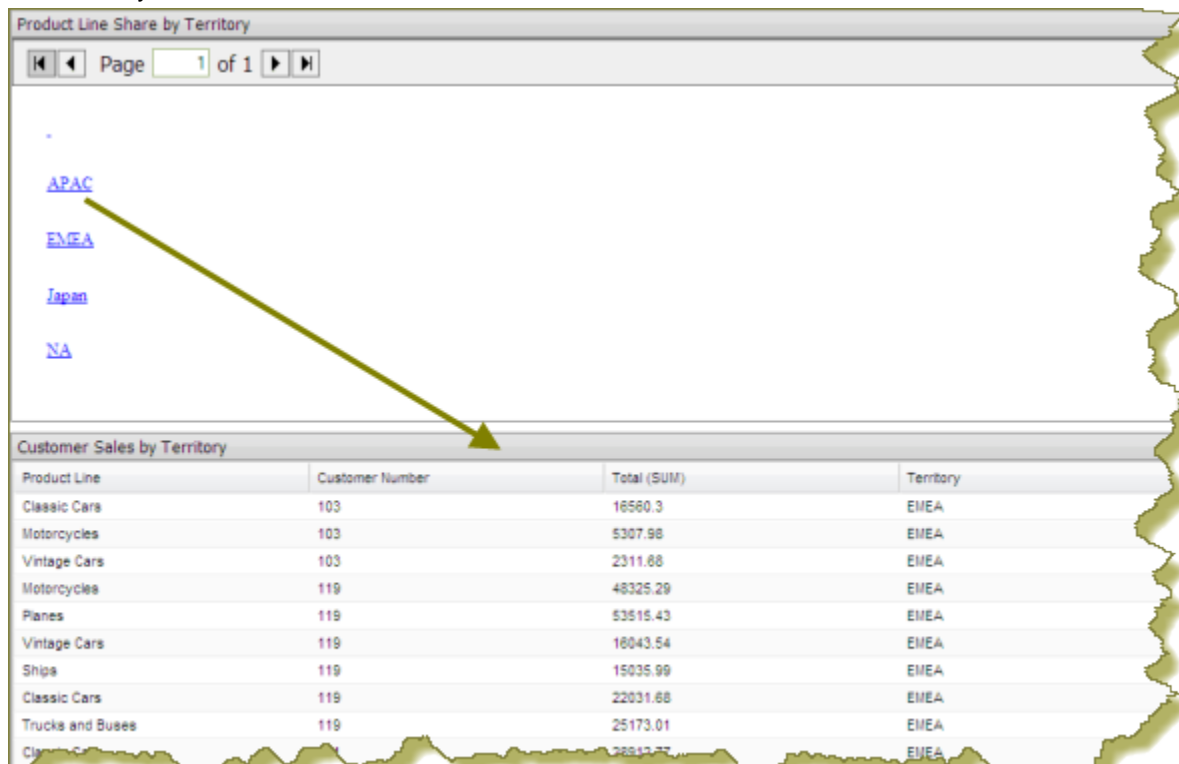 Product Line Share by Territory
Page 1 of 1
-
APAC
EMEA
Japan
NA
Customer Sales by Territory
Product Line Customer Number Total (SUM) Territory
Classic Cars 103 16560.3 EMEA
Motorcycles 103 5307.98 EMEA
Vintage Cars 103 2311.68 EMEA
Motorcycles 119 48325.29 EMEA
Planes 119 53515.43 EMEA
Vintage Cars 119 16043.54 EMEA
Ships 119 15035.99 EMEA
Classic Cars 119 22031.68 EMEA
Trucks and Buses 119 25173.01 EMEA
EMEA